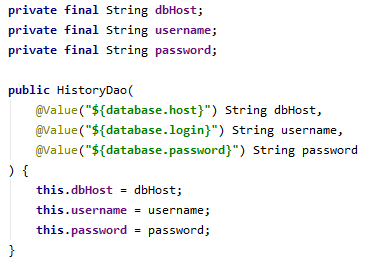 private final String dbHost;
private final String username;
private final String password;
public HistoryDao(
@Value("${database.host}") String dbHost,
@Value("${database.login}") String username,
@Value("${database.password}") String password
) {
this.dbHost = dbHost;
this.username = username;
this.password = password;
}